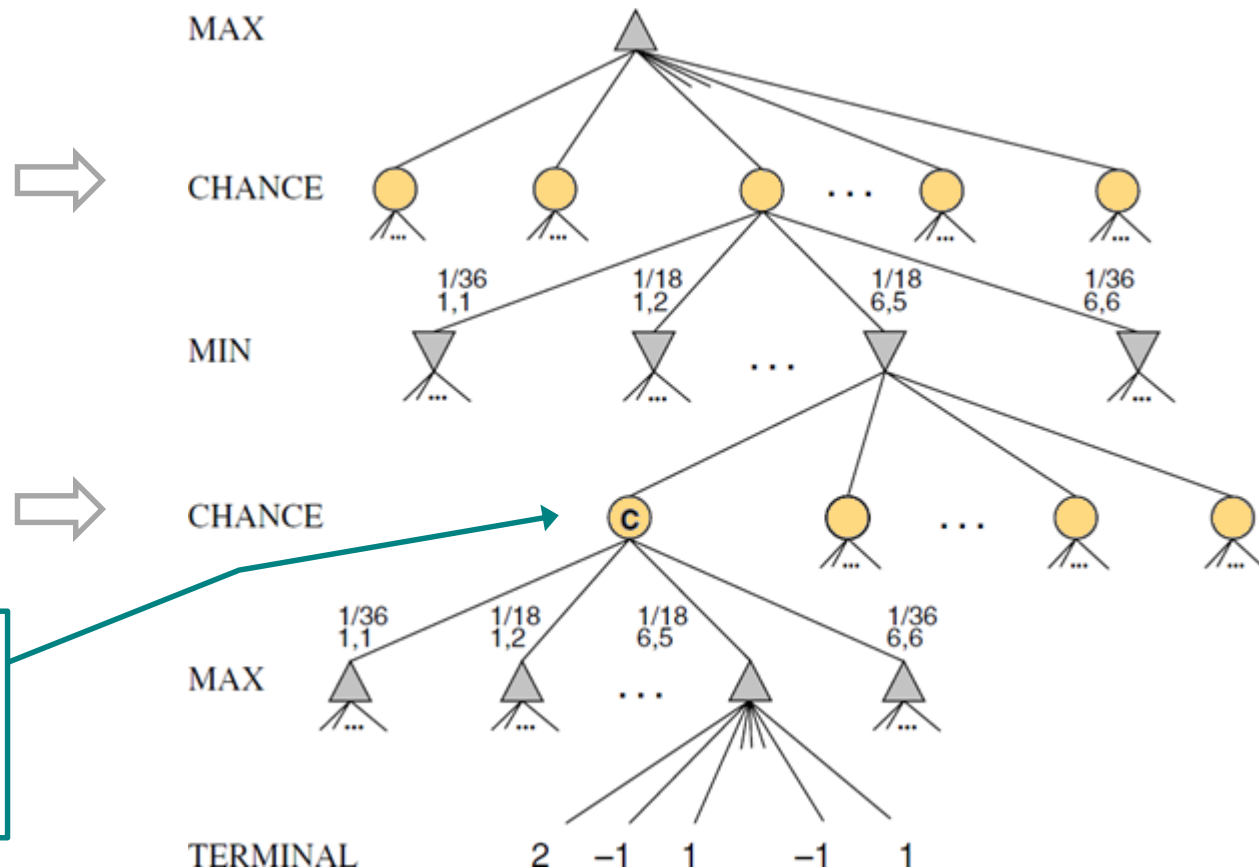 MAX
CHANCE
...
...
. . .
...
...
1/36
1,1
1/18
1,2
1/18
6,5
1/36
6,6
MIN
...
...
. . .
...
CHANCE
C
...
. . .
...
...
1/36
1,1
1/18
1,2
1/18
6,5
1/36
6,6
MAX
...
...
. . .
...
TERMINAL 2 −1 1 −1 1